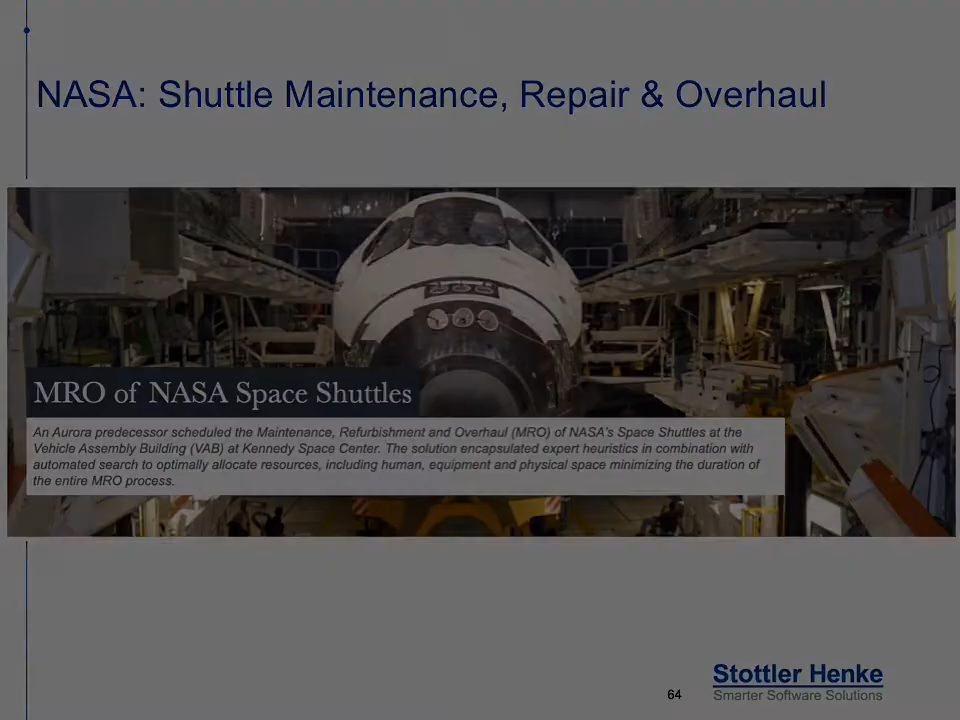 NASA: Shuttle Maintenance, Repair & Overhaul
MRO of NASA Space Shuttles
An Aurora predecessor scheduled the Maintenance, Refurbishment and Overhaul (MRO) of NASA's Space Shuttles at the
Vehicle Assembly Building (VAB) at Kennedy Space Center. The solution encapsulated expert heuristics in combination with
automated search to optimally allocate resources, including human, equipment and physical space minimizing the duration of
the entire MRO process.
64
Stottler Henke
Smarter Software Solutions